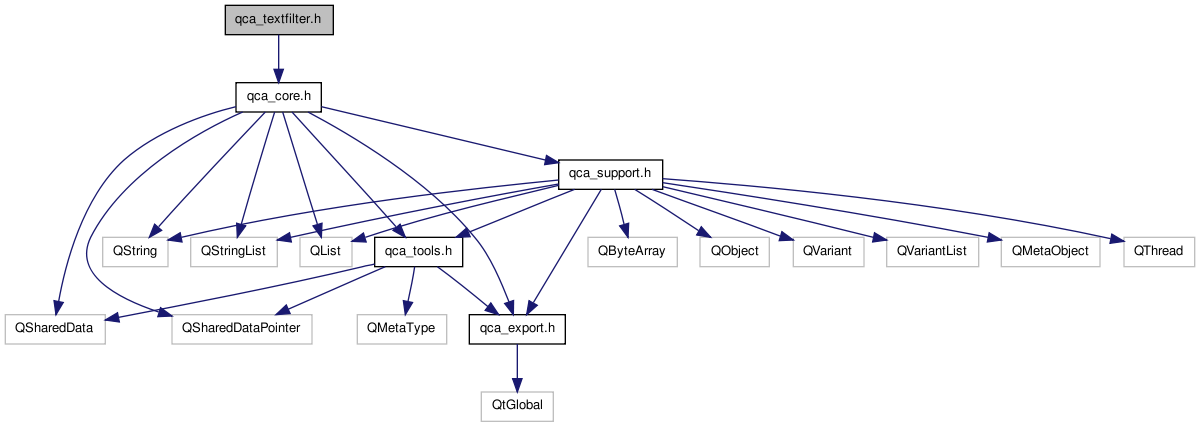 qca_textfilter.h
qca_core.h
qca_support.h
QString
QStringList
QList
qca_tools.h
QByteArray
QObject
QVariant
QVariantList
QMetaObject
QThread
QSharedData
QSharedDataPointer
QMetaType
qca_export.h
QtGlobal